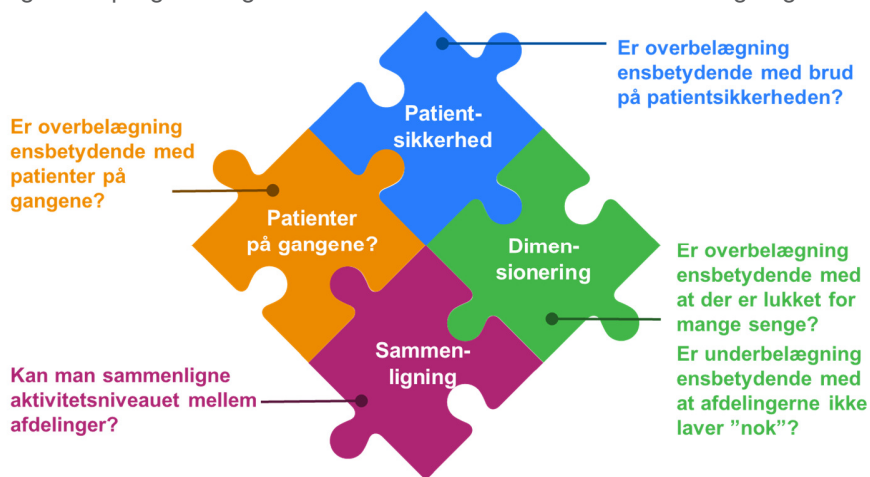 Er overbelægning
ensbetydende med brud
på patientsikkerheden?
Patient-
sikkerhed
Er overbelægning
ensbetydende med
patienter på
gangene?
Patienter
på gangene?
Dimen-
sionering
Er overbelægning
ensbetydende med
at der er lukket for
mange senge?
Er underbelægning
ensbetydende med
at afdelingerne ikke
laver ”nok”?
Sammen-
ligning
Kan man sammenligne
aktivitetsniveauet mellem
afdelinger?